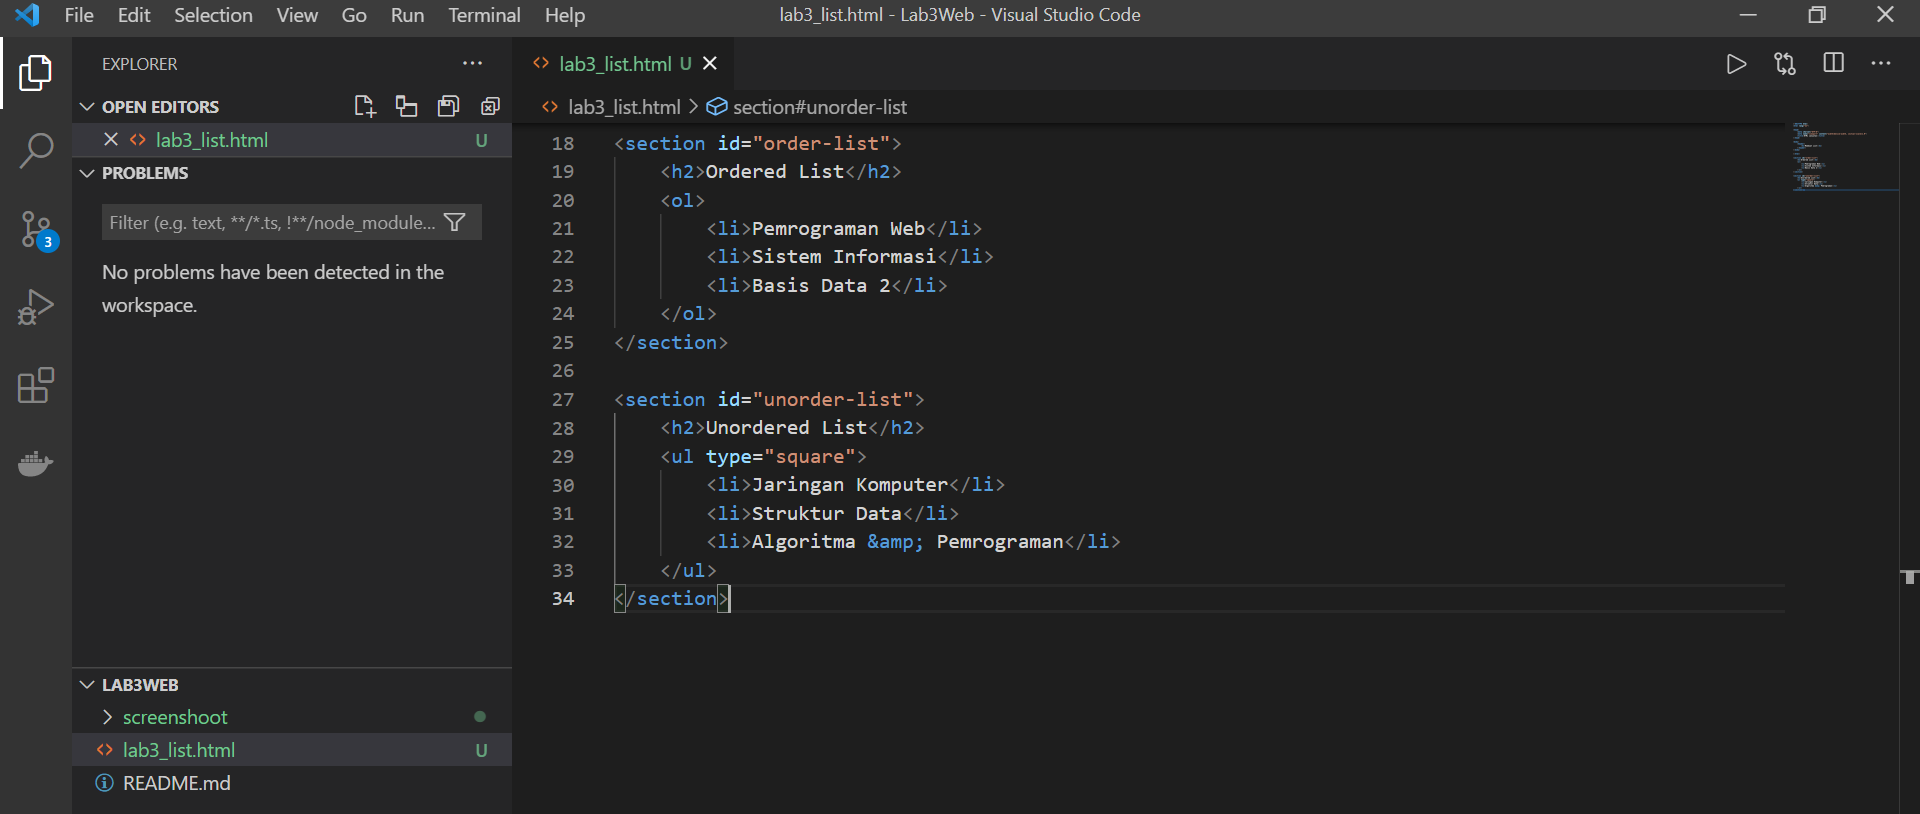 File Edit Selection View Go Run Terminal Help
lab3_list.html - Lab3Web - Visual Studio Code
EXPLORER
OPEN EDITORS
lab3_list.html U
PROBLEMS
Filter (e.g. text, **/*.ts, !**/node_module...
No problems have been detected in the
workspace.
3
LAB3WEB
screenshoot
lab3_list.html U
README.md
lab3_list.html U
lab3_list.html > section#unorder-list
18 <section id="order-list">
19 <h2>Ordered List</h2>
20 <ol>
21 <li>Pemrograman Web</li>
22 <li>Sistem Informasi</li>
23 <li>Basis Data 2</li>
24 </ol>
25 </section>
26
27 <section id="unorder-list">
28 <h2>Unordered List</h2>
29 <ul type="square">
30 <li>Jaringan Komputer</li>
31 <li>Struktur Data</li>
32 <li>Algoritma &amp; Pemrograman</li>
33 </ul>
34 </section>